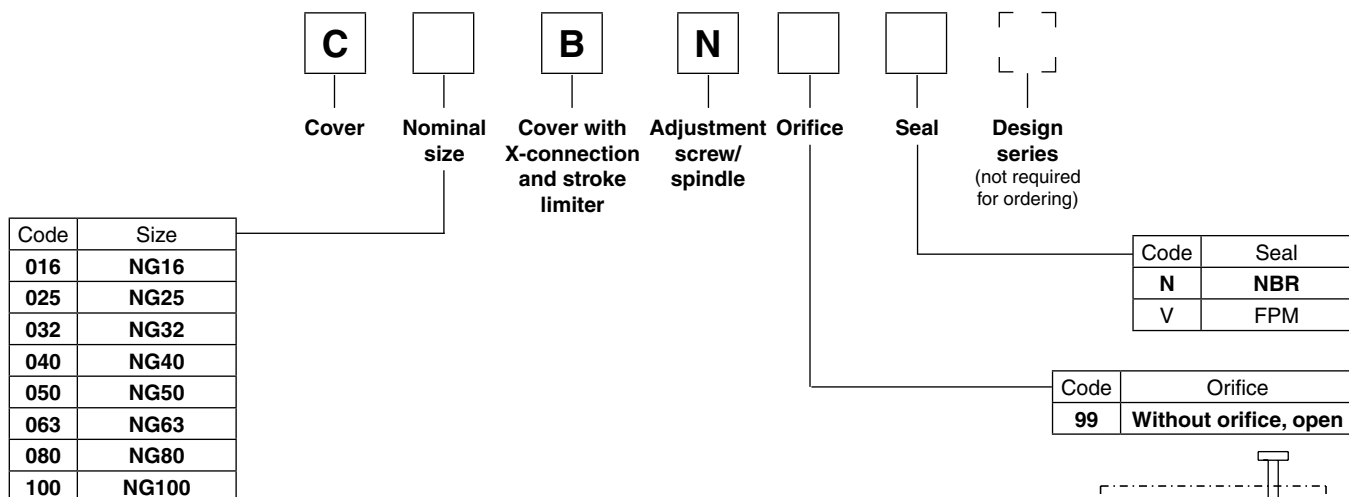 C B N
Cover Nominal Cover with Adjustment Orifice Seal Design
size X-connection screw/ series
and stroke spindle (not required
limiter for ordering)
Code Size
016 NG16
025 NG25
032 NG32
040 NG40
050 NG50
063 NG63
080 NG80
100 NG100
Code Seal
N NBR
V FPM
Code Orifice
99 Without orifice, open